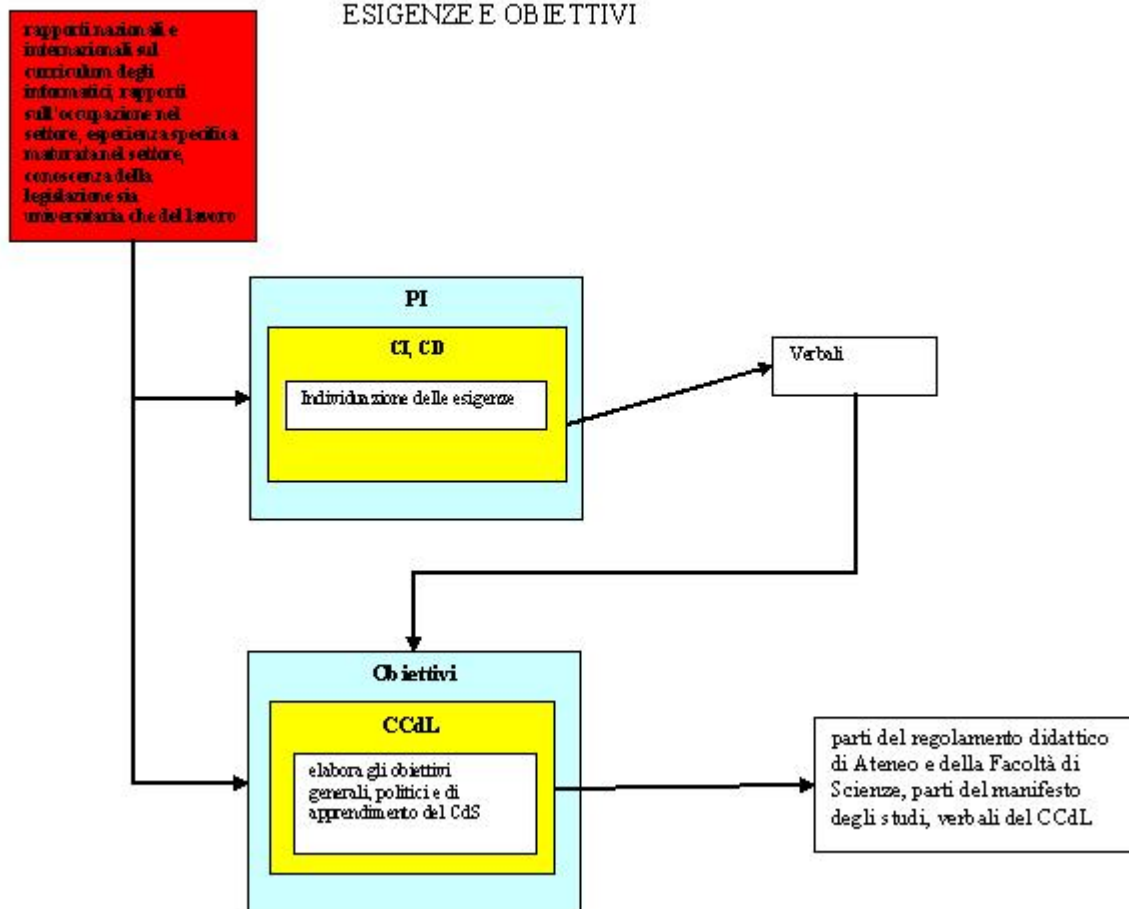 ESIGENZE E OBIETTIVI
rapporti nazionali e
internazionali sul
curriculum degli
informatici, rapporti
sull'occupazione nel
settore, esperienza specifica
maturata nel settore,
conoscenza della
legislazione sia
universitaria che del lavoro
PI
CI, CD
Individuazione delle esigenze
Verbali
Obiettivi
CCdL
elabora gli obiettivi
generali, politici e di
apprendimento del CdS
parti del regolamento didattico
di Ateneo e della Facoltà di
Scienze, parti del manifesto
degli studi, verbali del CCdL